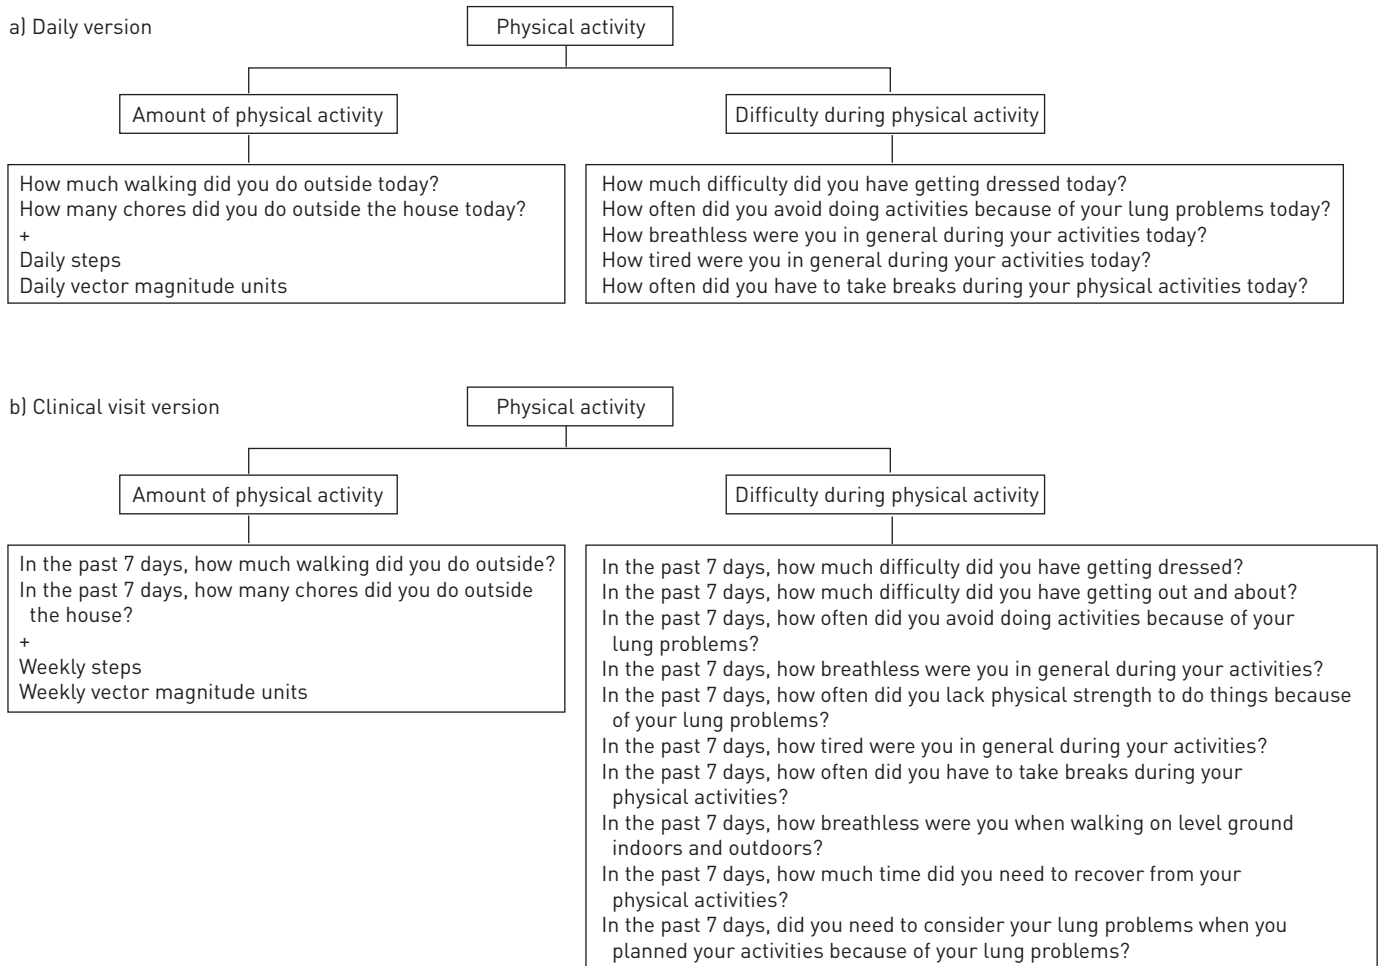 a) Daily version
Physical activity
Amount of physical activity
Difficulty during physical activity
How much walking did you do outside today?
How many chores did you do outside the house today?
+
Daily steps
Daily vector magnitude units
How much difficulty did you have getting dressed today?
How often did you avoid doing activities because of your lung problems today?
How breathless were you in general during your activities today?
How tired were you in general during your activities today?
How often did you have to take breaks during your physical activities today?
b) Clinical visit version
Physical activity
Amount of physical activity
Difficulty during physical activity
In the past 7 days, how much walking did you do outside?
In the past 7 days, how many chores did you do outside
the house?
+
Weekly steps
Weekly vector magnitude units
In the past 7 days, how much difficulty did you have getting dressed?
In the past 7 days, how much difficulty did you have getting out and about?
In the past 7 days, how often did you avoid doing activities because of your
lung problems?
In the past 7 days, how breathless were you in general during your activities?
In the past 7 days, how often did you lack physical strength to do things because
of your lung problems?
In the past 7 days, how tired were you in general during your activities?
In the past 7 days, how often did you have to take breaks during your
physical activities?
In the past 7 days, how breathless were you when walking on level ground
indoors and outdoors?
In the past 7 days, how much time did you need to recover from your
physical activities?
In the past 7 days, did you need to consider your lung problems when you
planned your activities because of your lung problems?